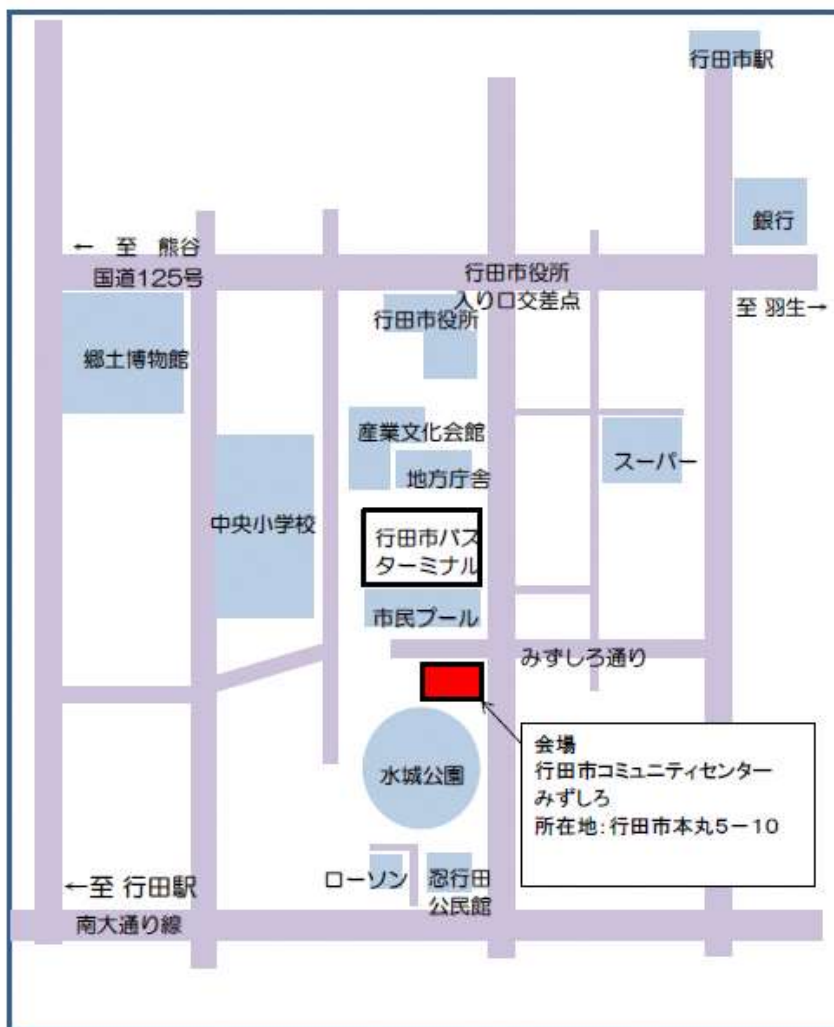 行田市駅
銀行
← 至 熊谷
国道125号
行田市役所
入り口交差点
至 羽生→
行田市役所
郷土博物館
産業文化会館
地方庁舎
スーパー
中央小学校
行田市バス
ターミナル
市民プール
みずしろ通り
会場
行田市コミュニティセンター
みずしろ
所在地：行田市本丸5－10
水城公園
ローソン
忍行田
公民館
←至 行田駅
南大通り線